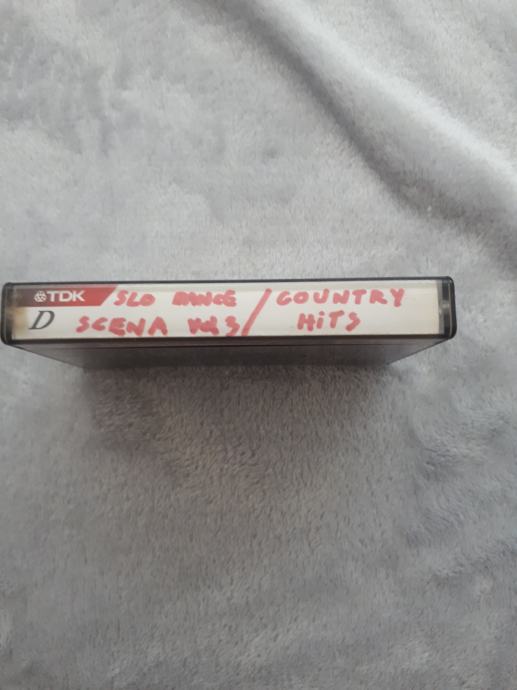 TDK SLO DANCE / COUNTRY
D SCENA Vol 3 / HiTS